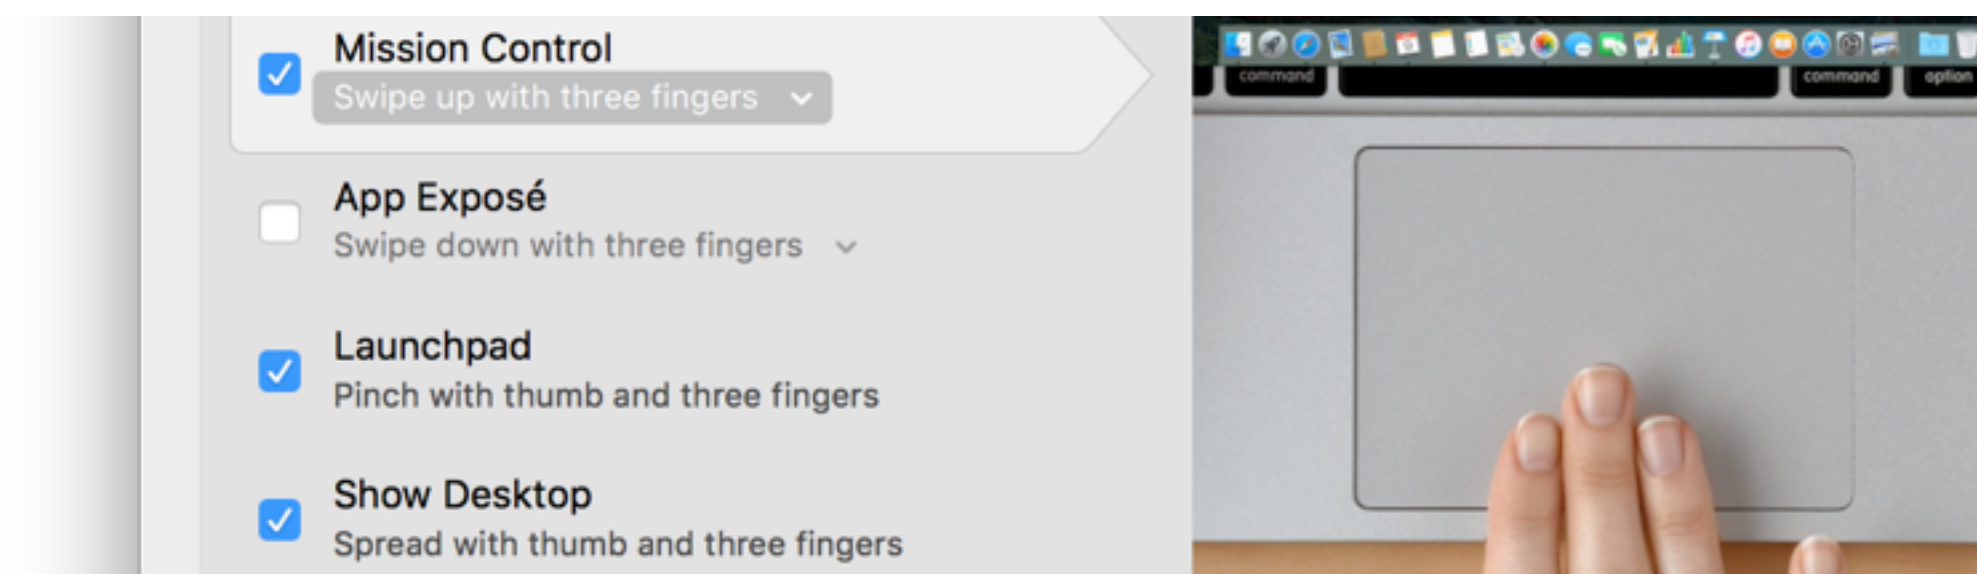 Mission Control
Swipe up with three fingers
App Exposé
Swipe down with three fingers
Launchpad
Pinch with thumb and three fingers
Show Desktop
Spread with thumb and three fingers
command
command
option